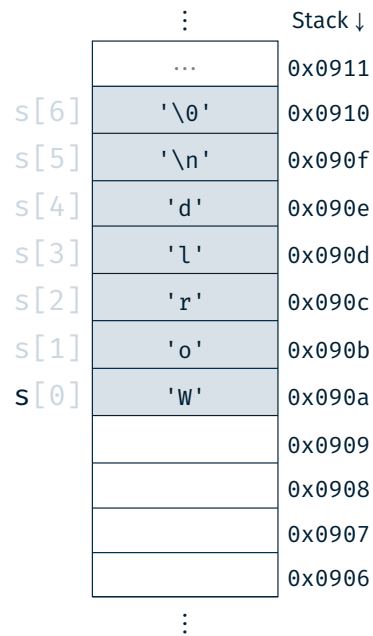 ⋮ Stack ↓
... 0x0911
s[6] '\0' 0x0910
s[5] '\n' 0x090f
s[4] 'd' 0x090e
s[3] 'l' 0x090d
s[2] 'r' 0x090c
s[1] 'o' 0x090b
s[0] 'W' 0x090a
0x0909
0x0908
0x0907
0x0906
⋮